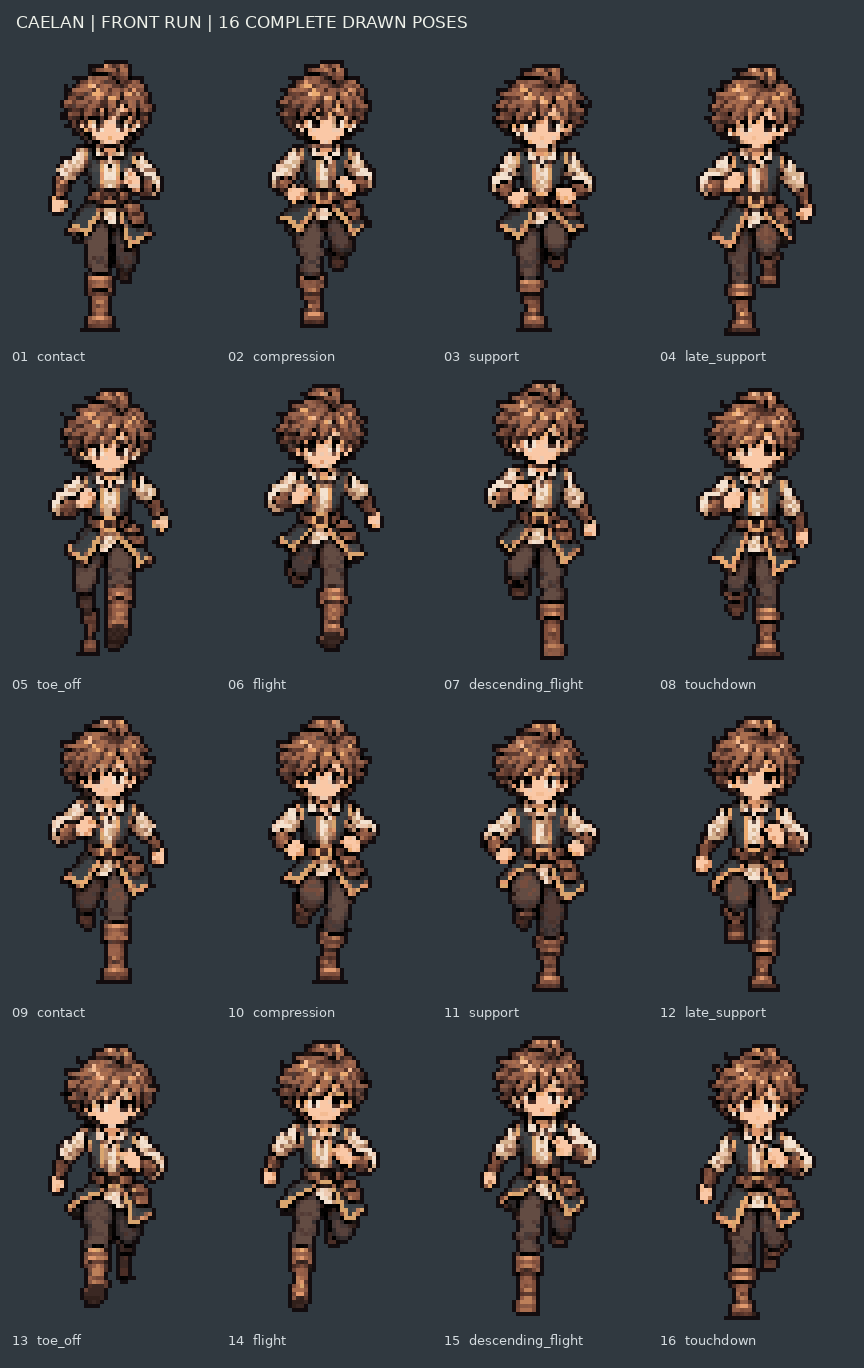 CAELAN | FRONT RUN | 16 COMPLETE DRAWN POSES
01 contact
02 compression
03 support
04 late_support
05 toe_off
06 flight
07 descending_flight
08 touchdown
09 contact
10 compression
11 support
12 late_support
13 toe_off
14 flight
15 descending_flight
16 touchdown